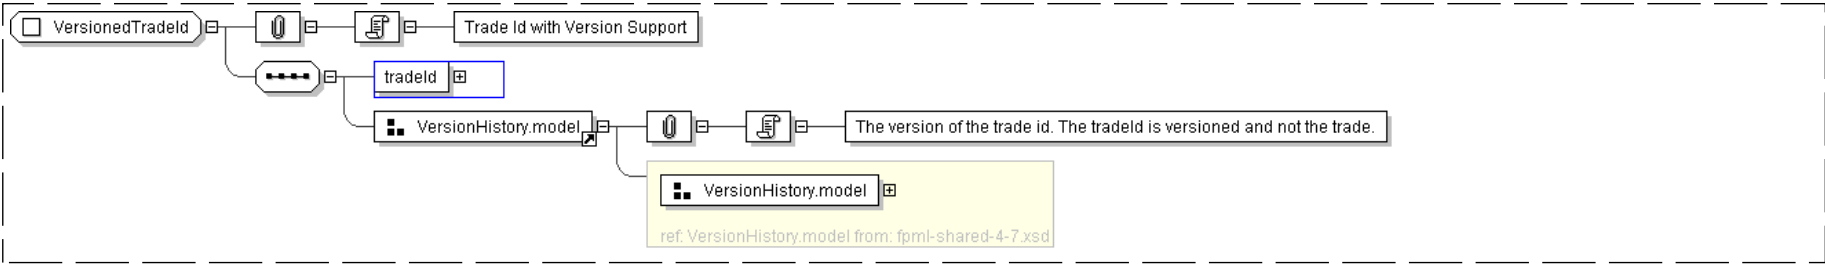 VersionedTradeId
Trade Id with Version Support
tradeId
VersionHistory.model
The version of the trade id. The tradeId is versioned and not the trade.
VersionHistory.model
ref: VersionHistory.model from: fpml-shared-4-7.xsd